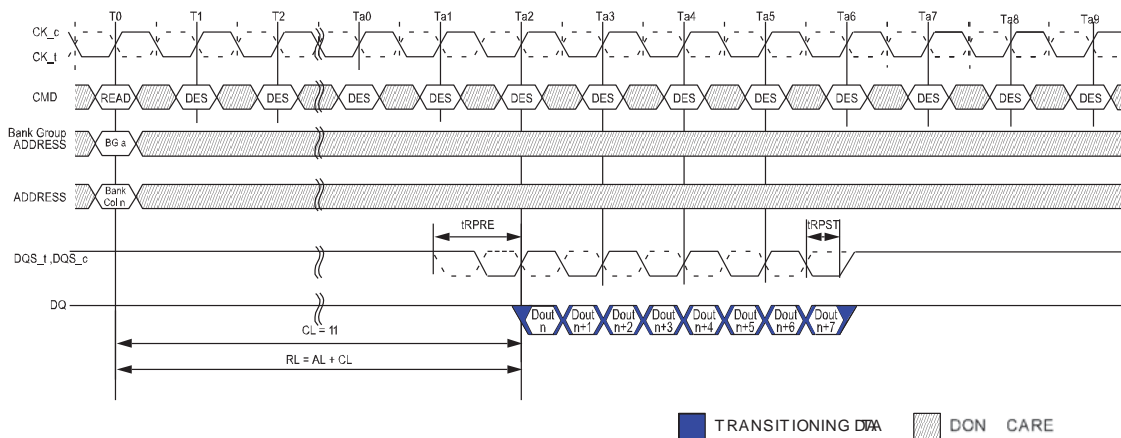 T0 T1 T2 Ta0 Ta1 Ta2 Ta3 Ta4 Ta5 Ta6 Ta7 Ta8 Ta9
CK_c
CK_t
CMD READ DES DES DES DES DES DES DES DES DES DES DES DES
Bank Group
ADDRESS BG a
ADDRESS Bank
Col n
tRPRE tRPST
DQS_t ,DQS_c
DQ Dout Dout Dout Dout Dout Dout Dout Dout
n n+1 n+2 n+3 n+4 n+5 n+6 n+7
CL = 11
RL = AL + CL
TRANSITIONING DATA DON CARE